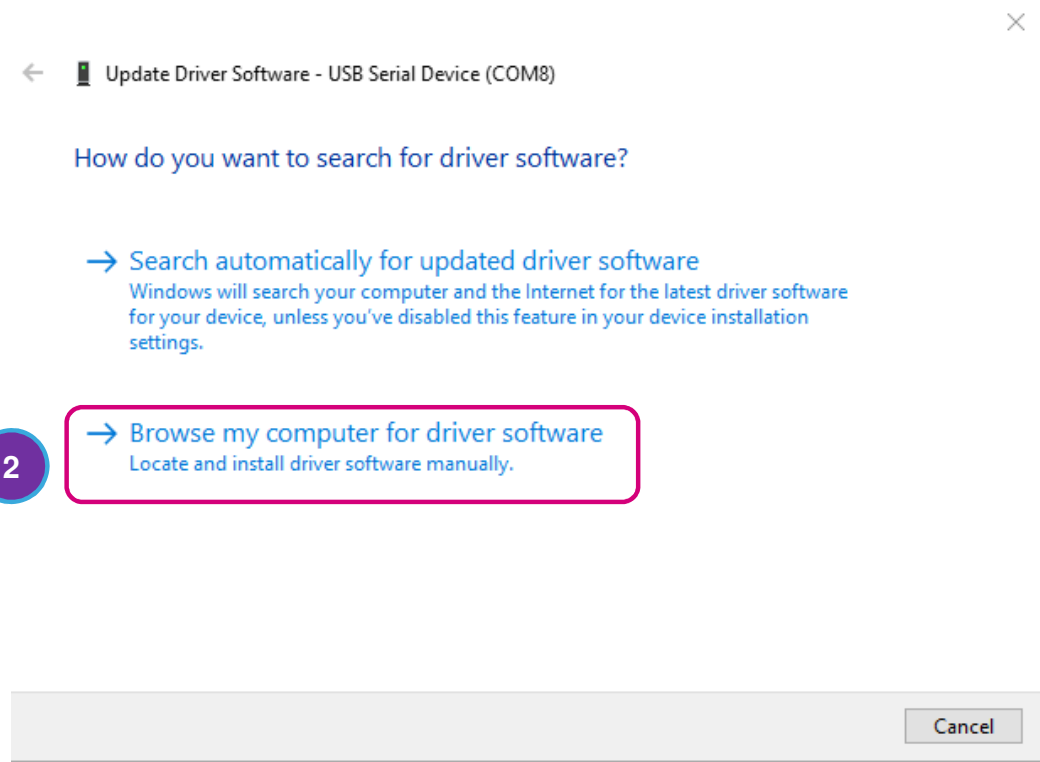 Update Driver Software - USB Serial Device (COM8)
How do you want to search for driver software?
Search automatically for updated driver software
Windows will search your computer and the Internet for the latest driver software
for your device, unless you've disabled this feature in your device installation
settings.
2
Browse my computer for driver software
Locate and install driver software manually.
Cancel